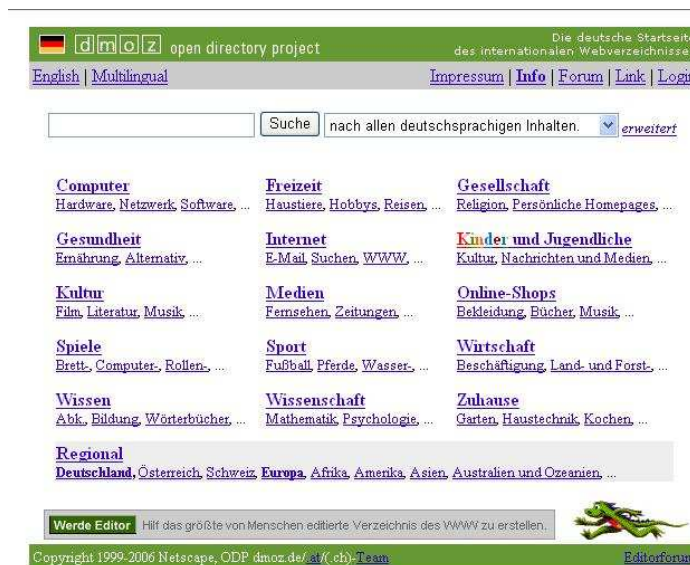 dmoz open directory project
Die deutsche Startseite
des internationalen Webverzeichnisses
English | Multilingual
Impressum | Info | Forum | Link | Login
Suche nach allen deutschsprachigen Inhalten. erweitert
Computer Freizeit Gesellschaft
Hardware, Netzwerk, Software, ... Haustiere, Hobbys, Reisen, ... Religion, Persönliche Homepages, ...
Gesundheit Internet Kinder und Jugendliche
Ernährung, Alternativ, ... E-Mail, Suchen, WWW, ... Kultur, Nachrichten und Medien, ...
Kultur Medien Online-Shops
Film, Literatur, Musik, ... Fernsehen, Zeitungen, ... Bekleidung, Bücher, Musik, ...
Spiele Sport Wirtschaft
Brett-, Computer-, Rollen-, ... Fußball, Pferde, Wasser-, ... Beschäftigung, Land- und Forst-, ...
Wissen Wissenschaft Zuhause
Abk., Bildung, Wörterbücher, ... Mathematik, Psychologie, ... Garten, Haustechnik, Kochen, ...
Regional
Deutschland, Österreich, Schweiz, Europa, Afrika, Amerika, Asien, Australien und Ozeanien, ...
Werde Editor Hilf das größte von Menschen editierte Verzeichnis des WWW zu erstellen.
Copyright 1999-2006 Netscape, ODP dmoz.de/(.at/(.ch)-Team
Editorforum